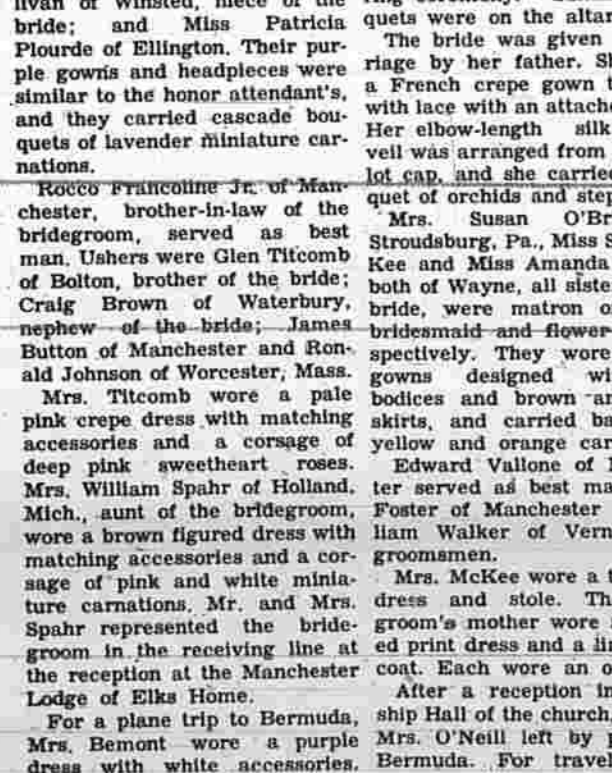 livan of Winsted, niece of the
bride; and Miss Patricia
Plourde of Ellington. Their pur-
ple gowns and headpieces were
similar to the honor attendant's,
and they carried cascade bou-
quets of lavender miniature car-
nations.
Rocco Francoline Jr. of Man-
chester, brother-in-law of the
bridegroom, served as best
man. Ushers were Glen Titcomb
of Bolton, brother of the bride;
Craig Brown of Waterbury,
nephew of the bride; James
Button of Manchester and Ron-
ald Johnson of Worcester, Mass.
Mrs. Titcomb wore a pale
pink crepe dress with matching
accessories and a corsage of
deep pink sweetheart roses.
Mrs. William Spahr of Holland,
Mich., aunt of the bridegroom,
wore a brown figured dress with
matching accessories and a cor-
sage of pink and white minia-
ture carnations. Mr. and Mrs.
Spahr represented the bride-
groom in the receiving line at
the reception at the Manchester
Lodge of Elks Home.
For a plane trip to Bermuda,
Mrs. Bemont wore a purple
dress with white accessories.
quets were on the altar
The bride was given
riage by her father. Sh
a French crepe gown t
with lace with an attach
Her elbow-length silk
veil was arranged from
lot cap, and she carrie
quet of orchids and step
Mrs. Susan O'Br
Stroudsburg, Pa., Miss S
Kee and Miss Amanda
both of Wayne, all siste
bride, were matron o
bridesmaid and flower
spectively. They wore
gowns designed wi
bodices and brown ar
skirts, and carried ba
yellow and orange car
Edward Vallone of
ter served as best ma
Foster of Manchester
liam Walker of Vern
groomsmen.
Mrs. McKee wore a
dress and stole. Th
groom's mother wore
ed print dress and a li
coat. Each wore an o
After a reception in
ship Hall of the church,
Mrs. O'Neill left by
Bermuda. For trave